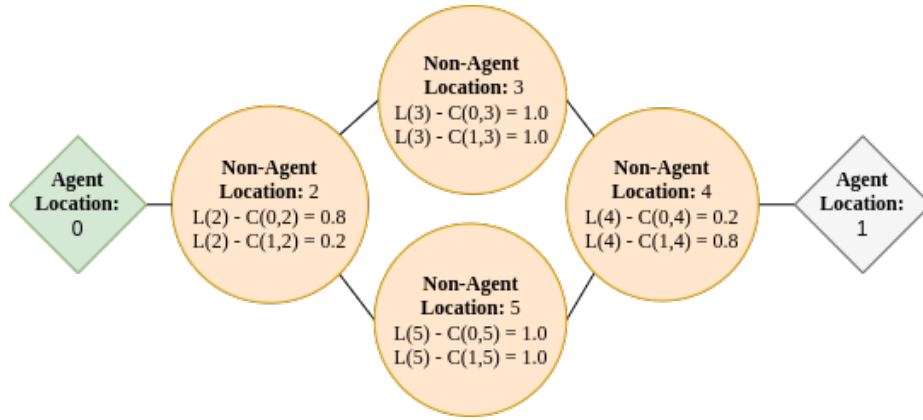 Agent
Location:
0
Non-Agent
Location: 2
L(2) - C(0,2) = 0.8
L(2) - C(1,2) = 0.2
Non-Agent
Location: 3
L(3) - C(0,3) = 1.0
L(3) - C(1,3) = 1.0
Non-Agent
Location: 5
L(5) - C(0,5) = 1.0
L(5) - C(1,5) = 1.0
Non-Agent
Location: 4
L(4) - C(0,4) = 0.2
L(4) - C(1,4) = 0.8
Agent
Location:
1